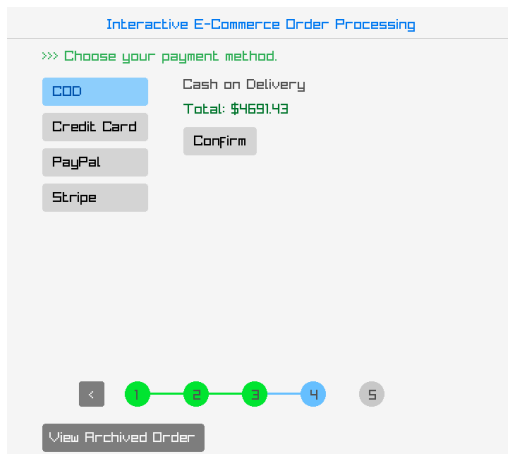 Interactive E-Commerce Order Processing
>>> Choose your payment method.
COD
Credit Card
PayPal
Stripe
Cash on Delivery
Total: $4691.43
Confirm
< 1 2 3 4 5
View Archived Order